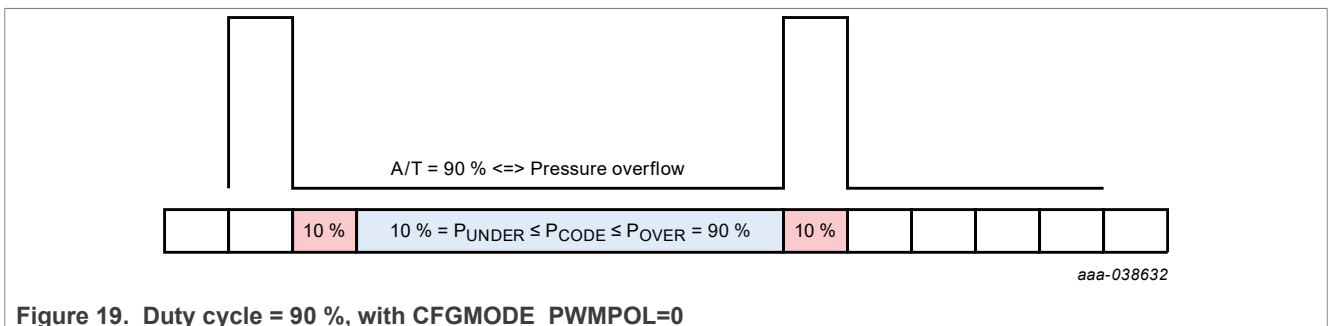 A/T = 90 % <=> Pressure overflow
10 % 10 % = PUNDER ≤ PCODE ≤ POVER = 90 % 10 %
aaa-038632
Figure 19. Duty cycle = 90 %, with CFGMODE_PWMPOL=0